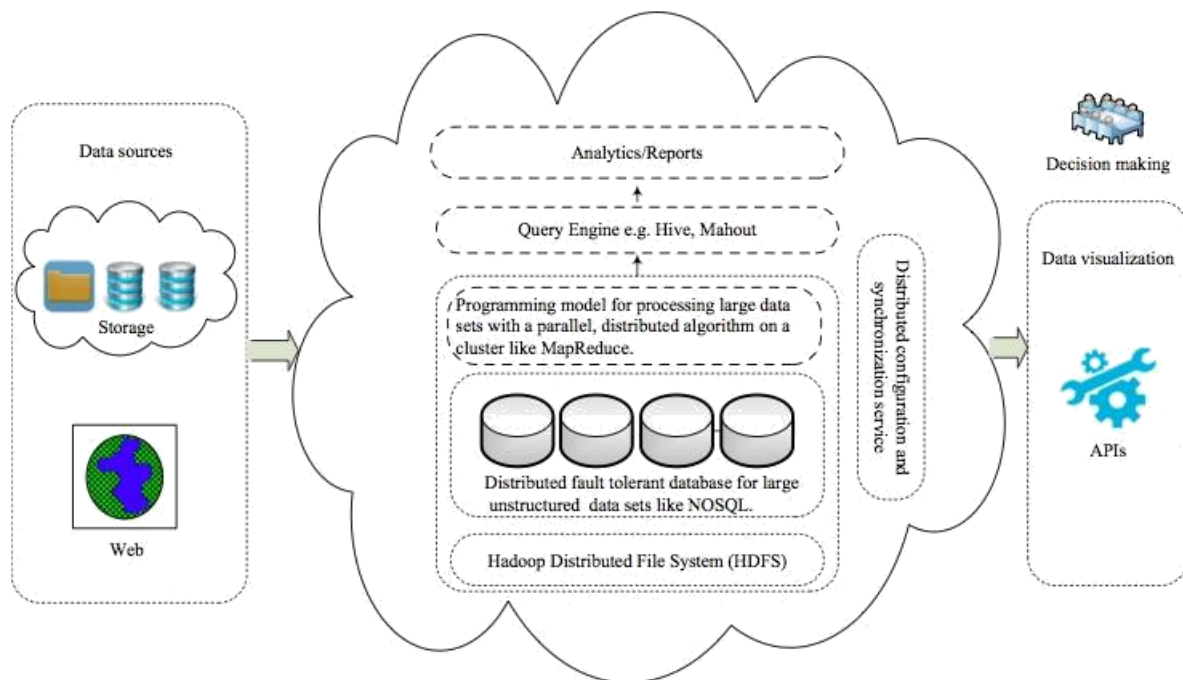 Data sources
Storage
Web
Analytics/Reports
Query Engine e.g. Hive, Mahout
Programming model for processing large data
sets with a parallel, distributed algorithm on a
cluster like MapReduce.
Distributed fault tolerant database for large
unstructured data sets like NOSQL.
Hadoop Distributed File System (HDFS)
Distributed configuration and
synchronization service
Decision making
Data visualization
APIs